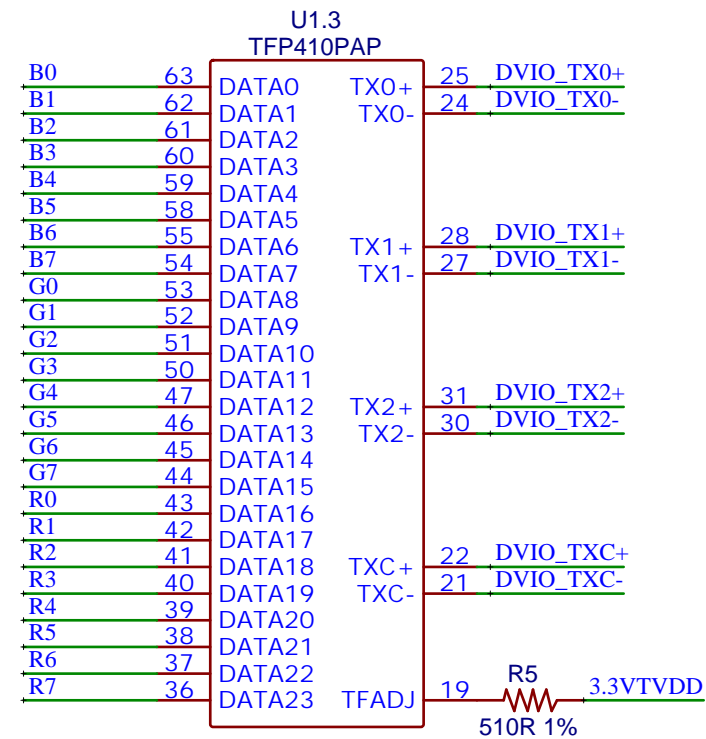 U1.3
TFP410PAP
B0 63 DATA0 TX0+ 25 DVIO_TX0+
B1 62 DATA1 TX0- 24 DVIO_TX0-
B2 61 DATA2
B3 60 DATA3
B4 59 DATA4
B5 58 DATA5
B6 55 DATA6 TX1+ 28 DVIO_TX1+
B7 54 DATA7 TX1- 27 DVIO_TX1-
G0 53 DATA8
G1 52 DATA9
G2 51 DATA10
G3 50 DATA11
G4 47 DATA12 TX2+ 31 DVIO_TX2+
G5 46 DATA13 TX2- 30 DVIO_TX2-
G6 45 DATA14
G7 44 DATA15
R0 43 DATA16
R1 42 DATA17
R2 41 DATA18 TXC+ 22 DVIO_TXC+
R3 40 DATA19 TXC- 21 DVIO_TXC-
R4 39 DATA20
R5 38 DATA21
R6 37 DATA22
R7 36 DATA23 TFADJ 19 R5 3.3VTVDD
510R 1%